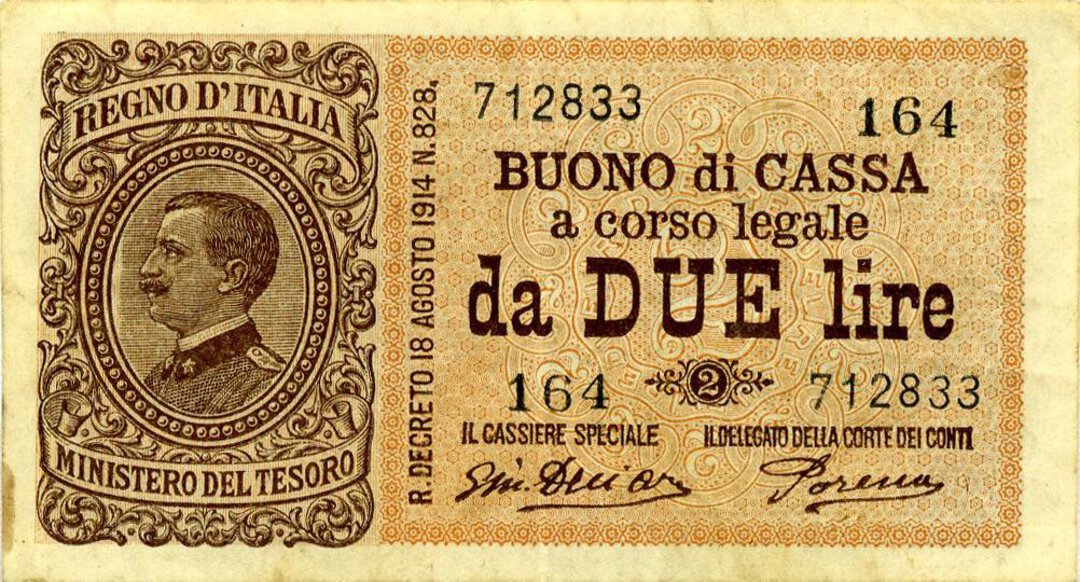 REGNO D'ITALIA
MINISTERO DEL TESORO
R. DECRETO 18 AGOSTO 1914 N. 828.
712833
164
BUONO di CASSA
a corso legale
da DUE lire
164
2
712833
IL CASSIERE SPECIALE
IL DELEGATO DELLA CORTE DEI CONTI